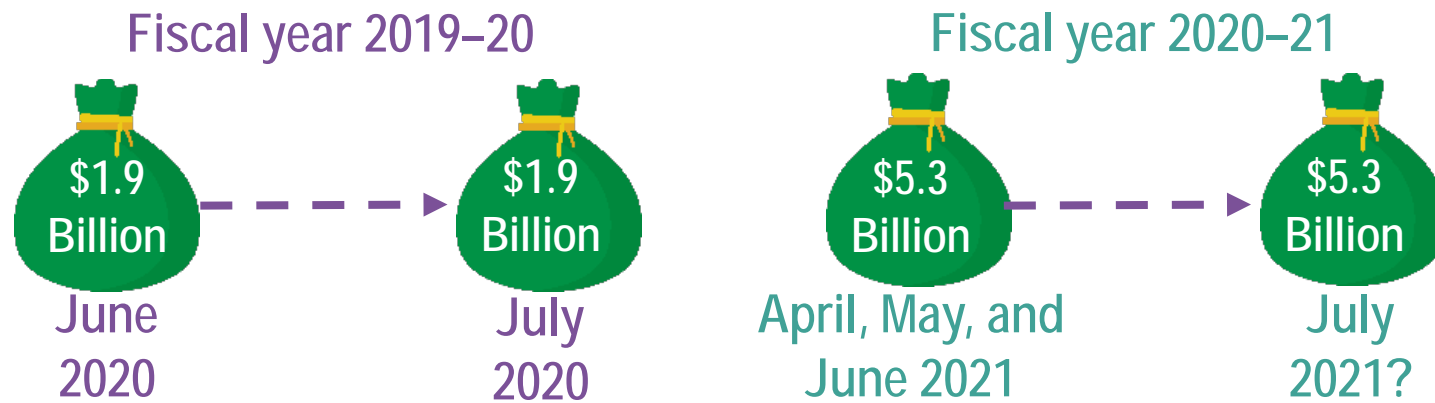 Fiscal year 2019–20
$1.9
Billion
June
2020
$1.9
Billion
July
2020
Fiscal year 2020–21
$5.3
Billion
April, May, and
June 2021
$5.3
Billion
July
2021?